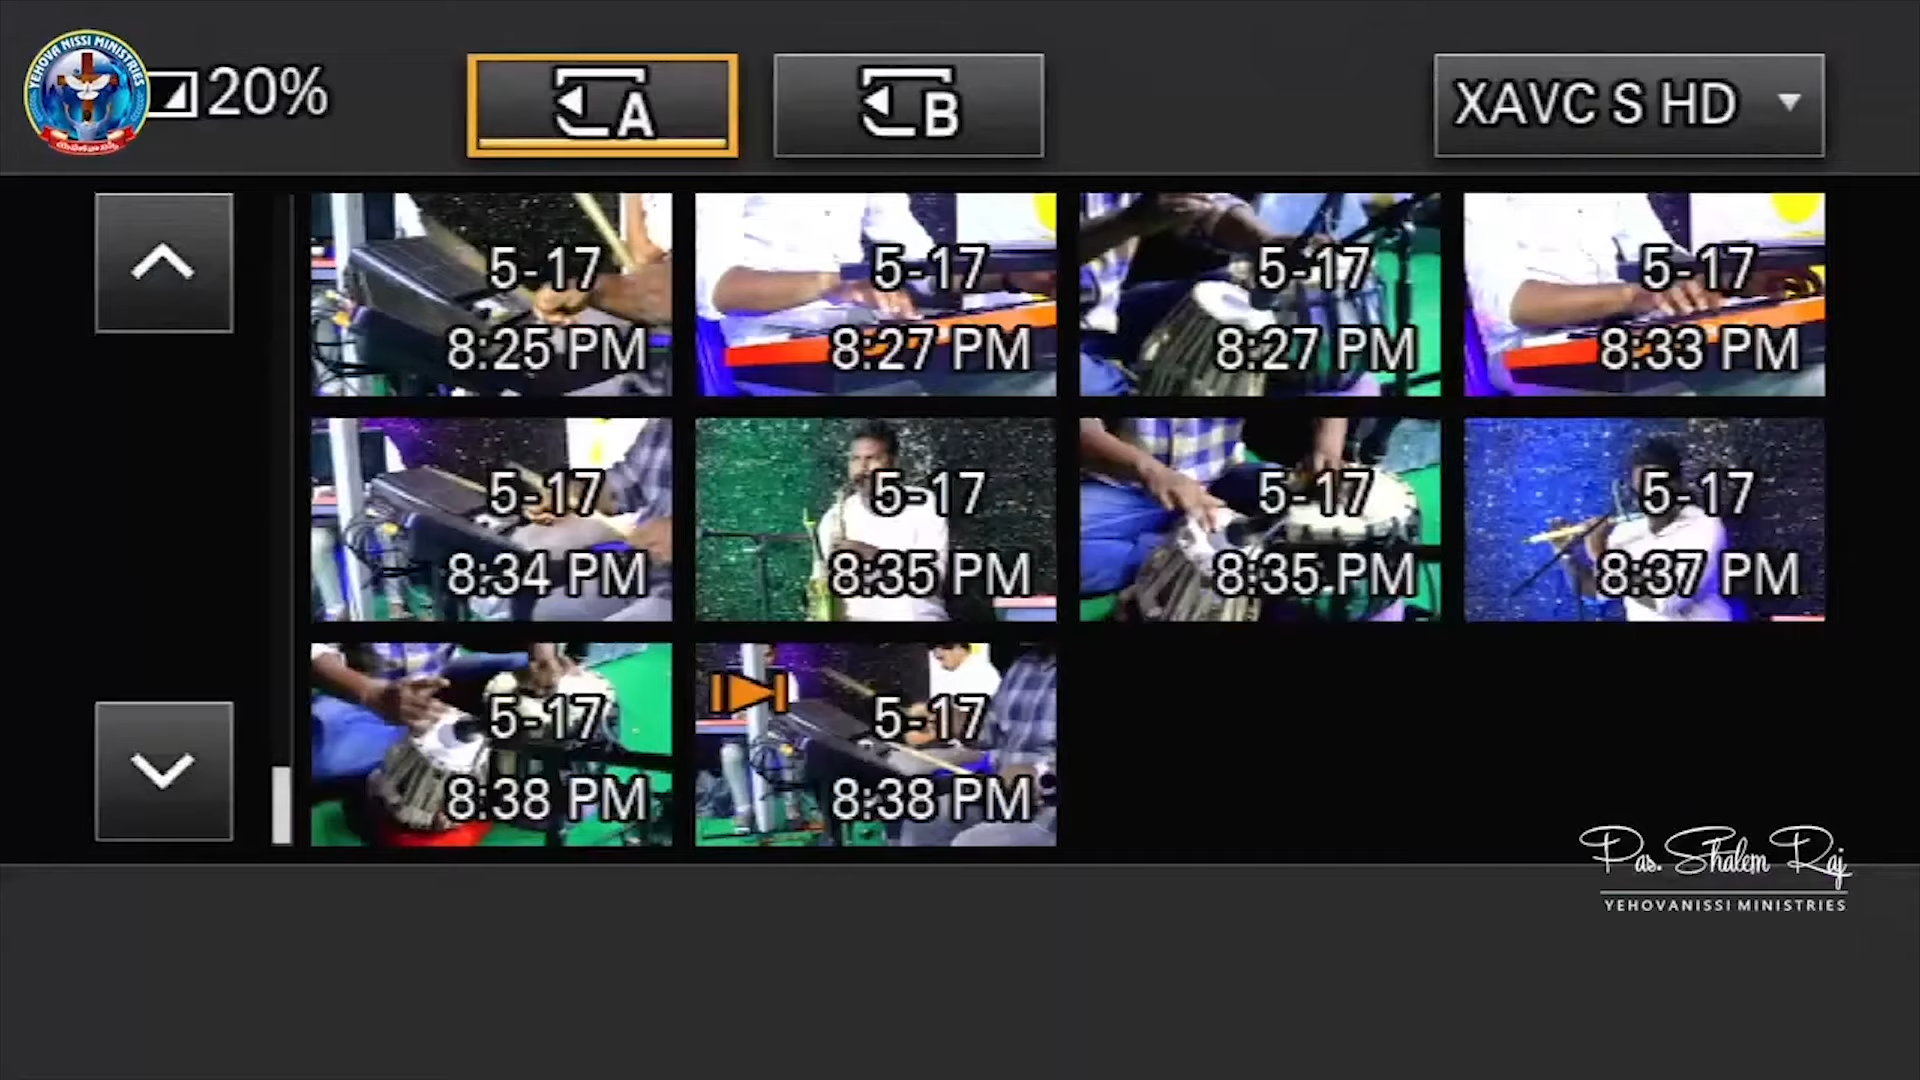 YEHOVA NISSI MINISTRIES
20%
A
B
XAVC S HD
5-17
8:25 PM
5-17
8:27 PM
5-17
8:27 PM
5-17
8:33 PM
5-17
8:34 PM
5-17
8:35 PM
5-17
8:35 PM
5-17
8:37 PM
5-17
8:38 PM
5-17
8:38 PM
Pas. Shalem Raj
YEHOVANISSI MINISTRIES